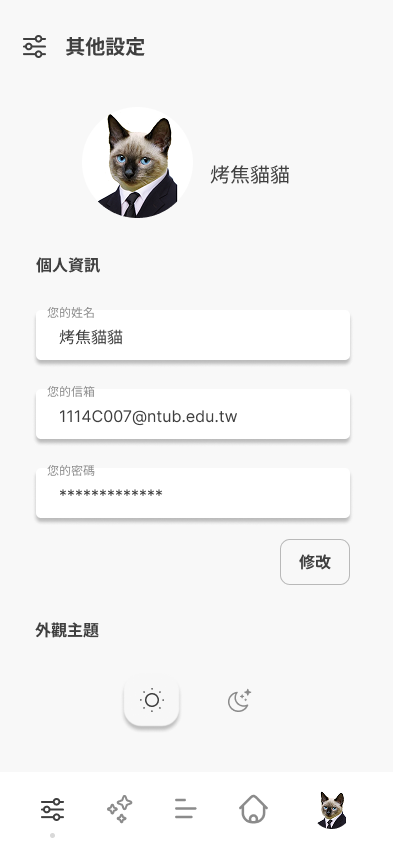 其他設定
烤焦貓貓
個人資訊
您的姓名
烤焦貓貓
您的信箱
1114C007@ntub.edu.tw
您的密碼
*************
修改
外觀主題